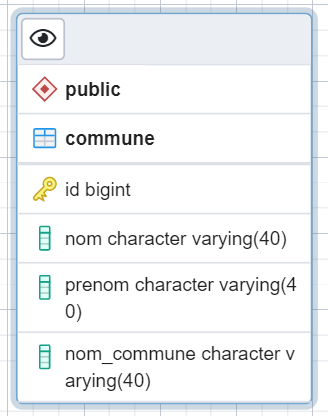 public
commune
id bigint
nom character varying(40)
prenom character varying(4
0)
nom_commune character v
arying(40)